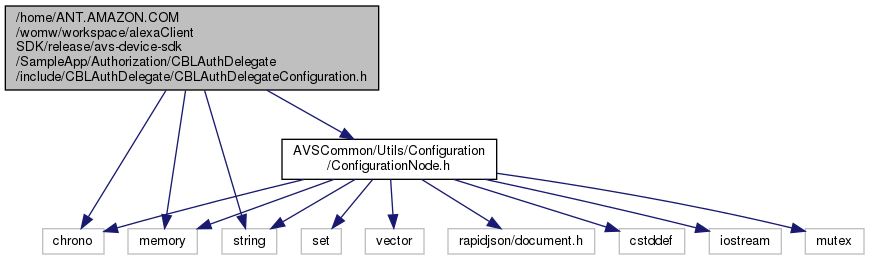 /home/ANT.AMAZON.COM
/womw/workspace/alexaClient
SDK/release/avs-device-sdk
/SampleApp/Authorization/CBLAuthDelegate
/include/CBLAuthDelegate/CBLAuthDelegateConfiguration.h
AVSCommon/Utils/Configuration
/ConfigurationNode.h
chrono
memory
string
set
vector
rapidjson/document.h
cstddef
iostream
mutex